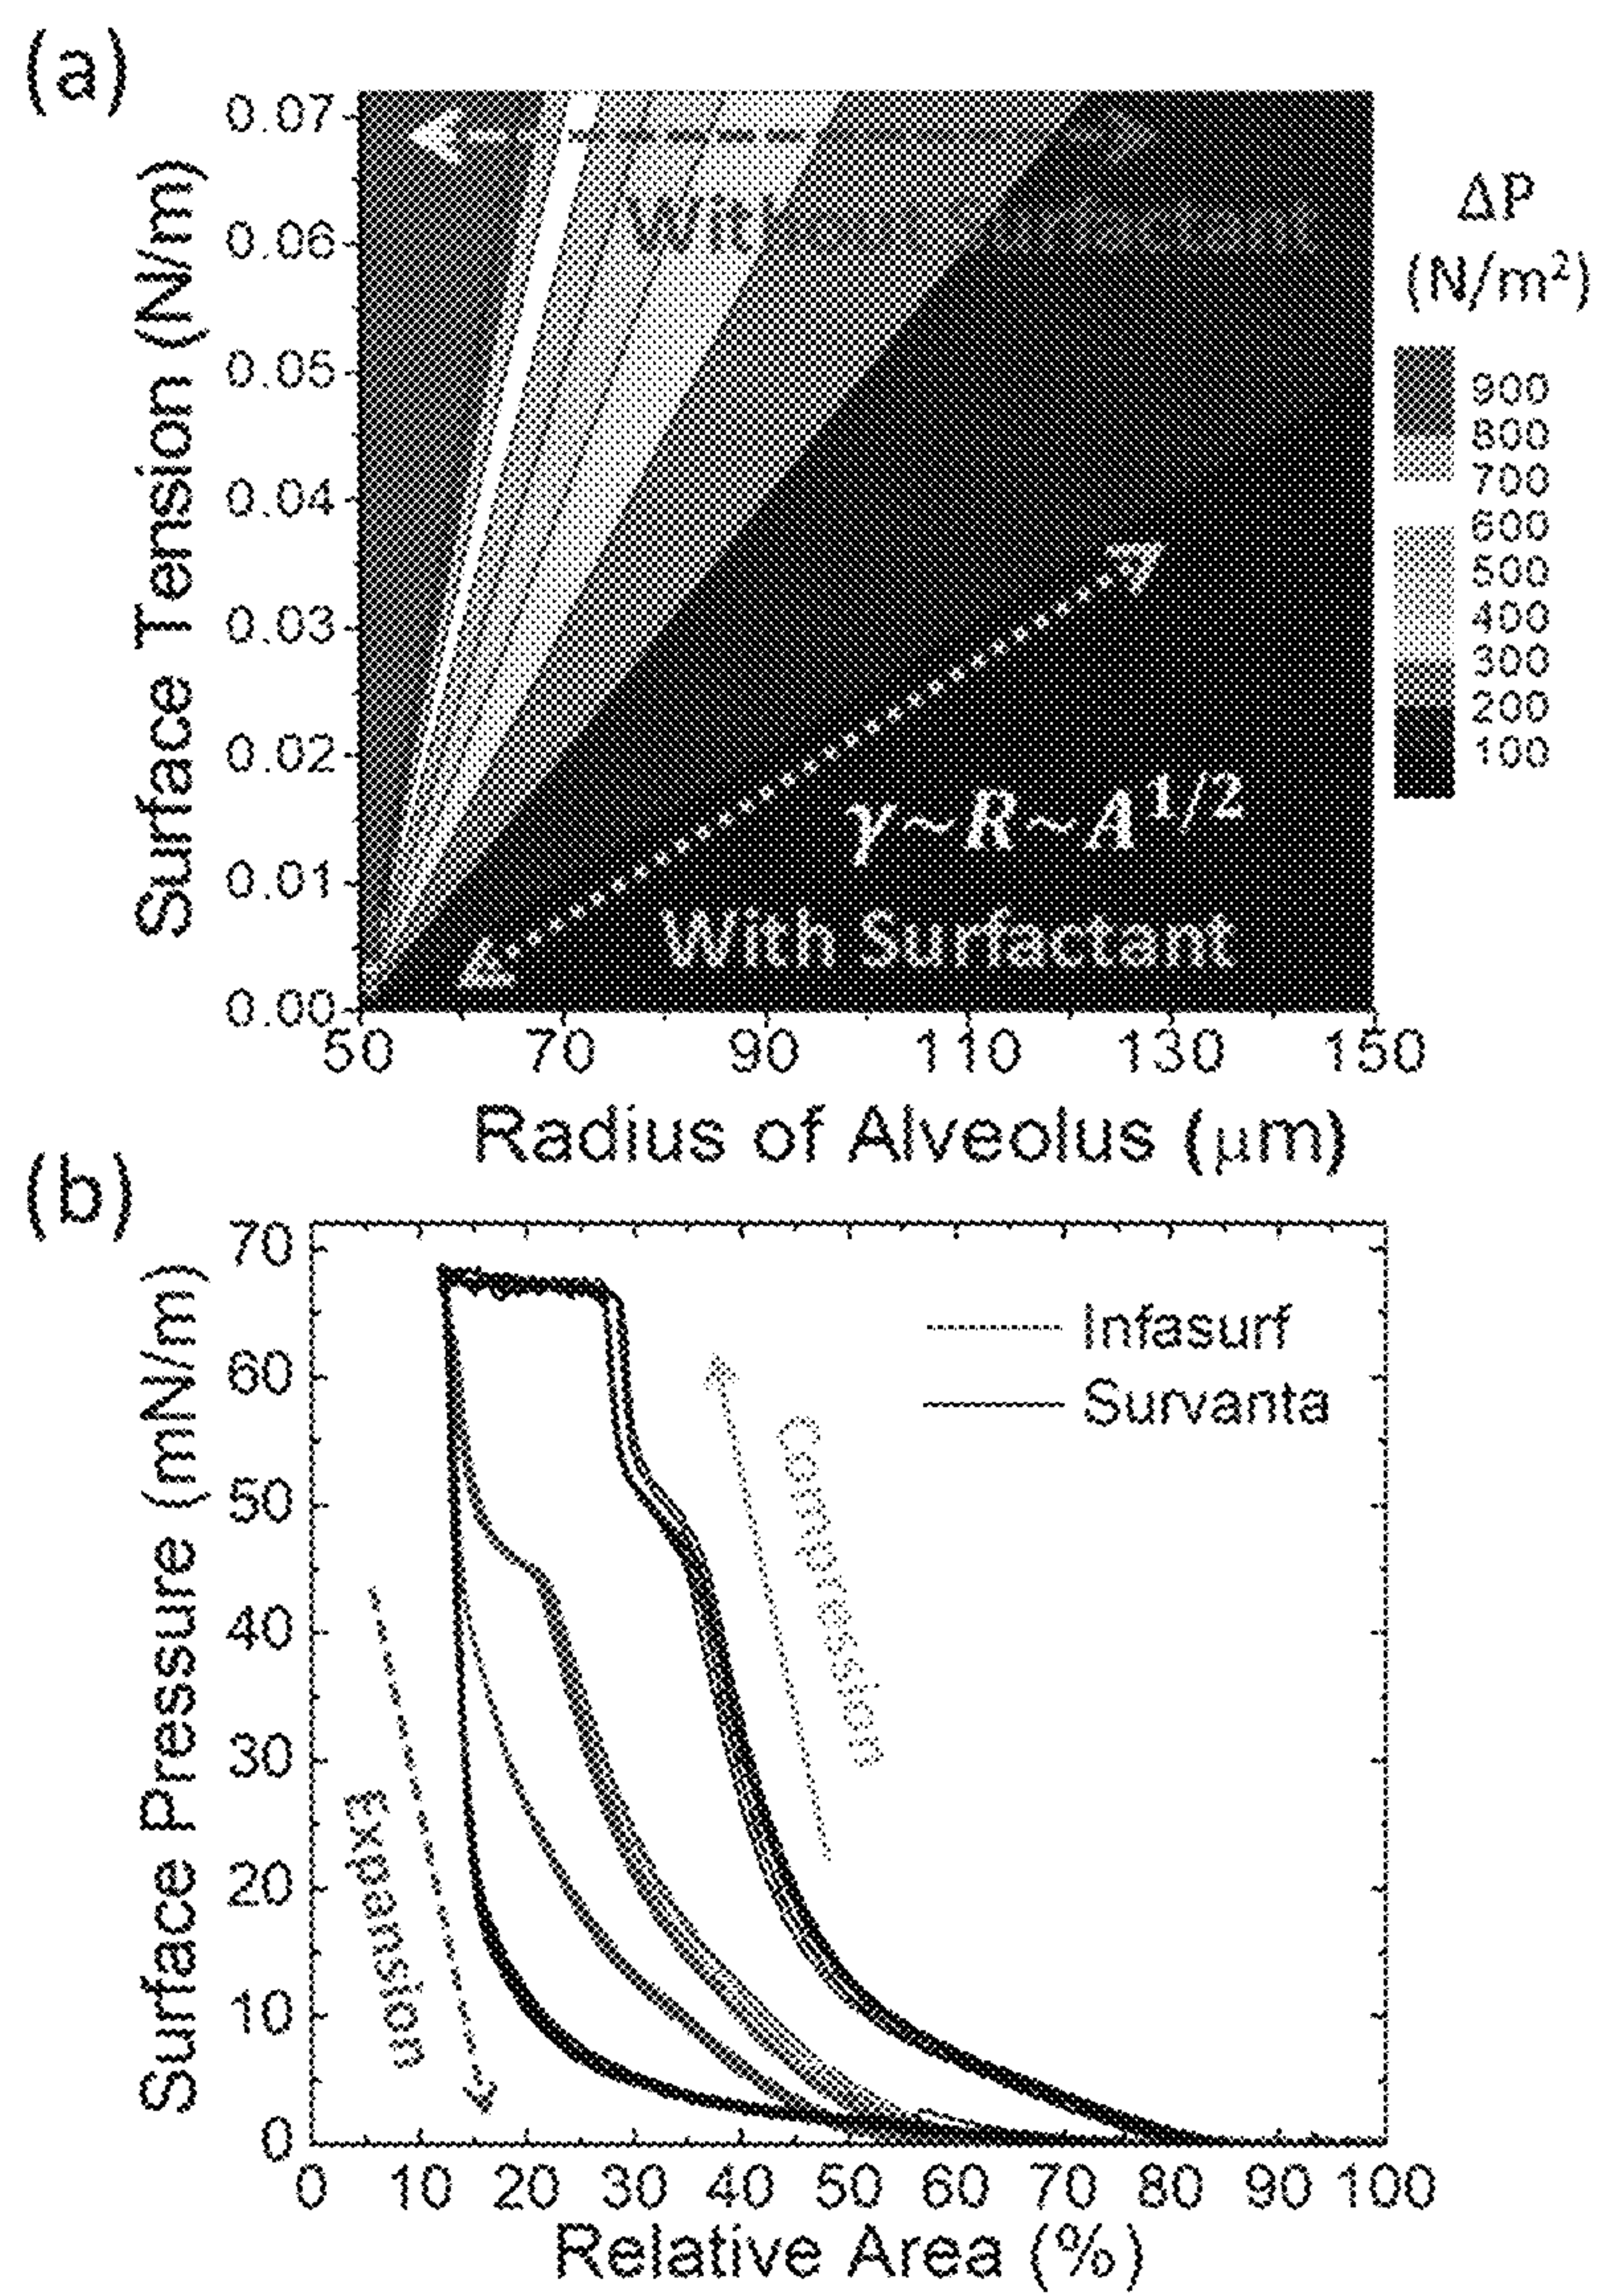 (a)
Surface Tension (N/m)
0.07
0.06
0.05
0.04
0.03
0.02
0.01
0.00
50 70 90 110 130 150
Radius of Alveolus (μm)
γ~R~A^1/2
With Surfactant
ΔP
(N/m²)
900
800
700
600
500
400
300
200
100
(b)
Surface Pressure (mN/m)
70
60
50
40
30
20
10
0
Infasurf
Survanta
Compression
Expansion
0 10 20 30 40 50 60 70 80 90 100
Relative Area (%)